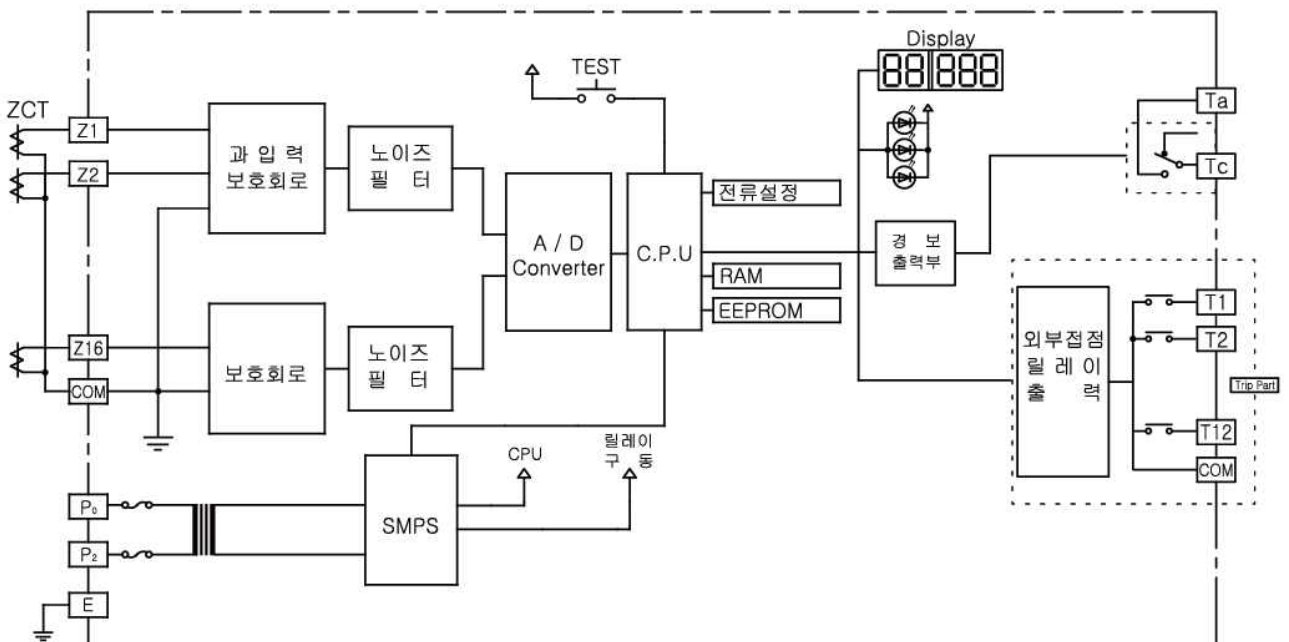 Display
TEST
ZCT
Z1
Z2
과 입 력
보호회로
노이즈
필 터
Ta
Tc
A / D
Converter
C.P.U
전류설정
RAM
EEPROM
경 보
출력부
Z16
COM
보호회로
노이즈
필 터
외부접점
릴 레 이
출 력
T1
T2
T12
COM
Trip Part
CPU
릴레이
구 동
P₀
P₂
SMPS
E